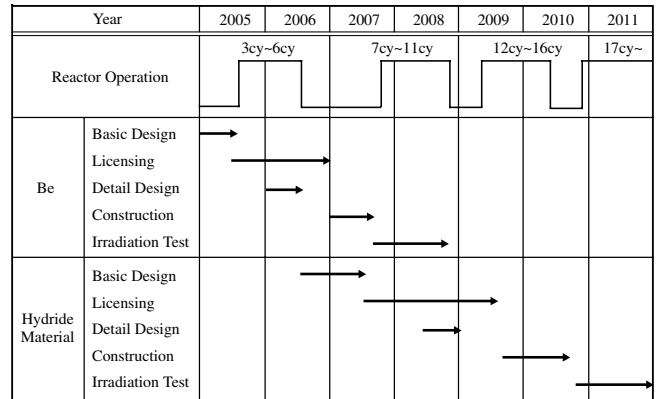 Year 2005 2006 2007 2008 2009 2010 2011
Reactor Operation 3cy~6cy 7cy~11cy 12cy~16cy 17cy~
Be
Basic Design
Licensing
Detail Design
Construction
Irradiation Test
Hydride
Material
Basic Design
Licensing
Detail Design
Construction
Irradiation Test